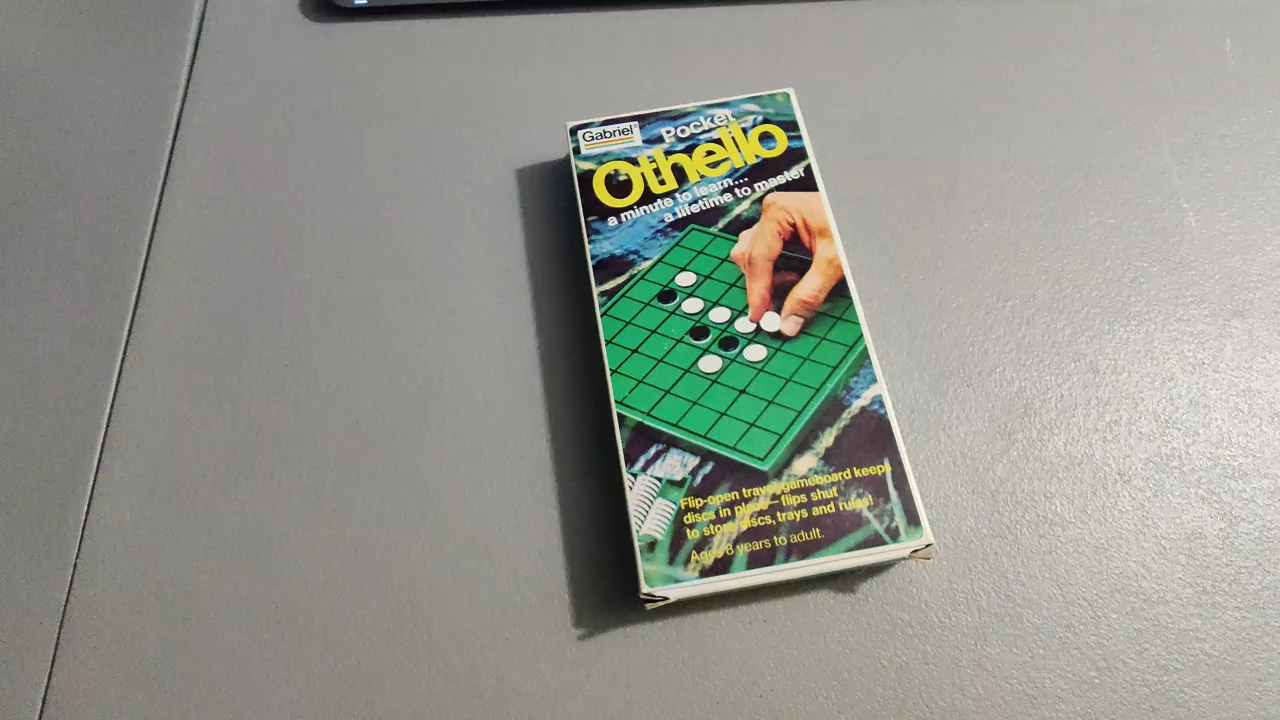 Gabriel®
Pocket
Othello
a minute to learn...
a lifetime to master
Flip-open travel gameboard keeps
discs in place—flips shut
to store discs, trays and rules!
Ages 8 years to adult.